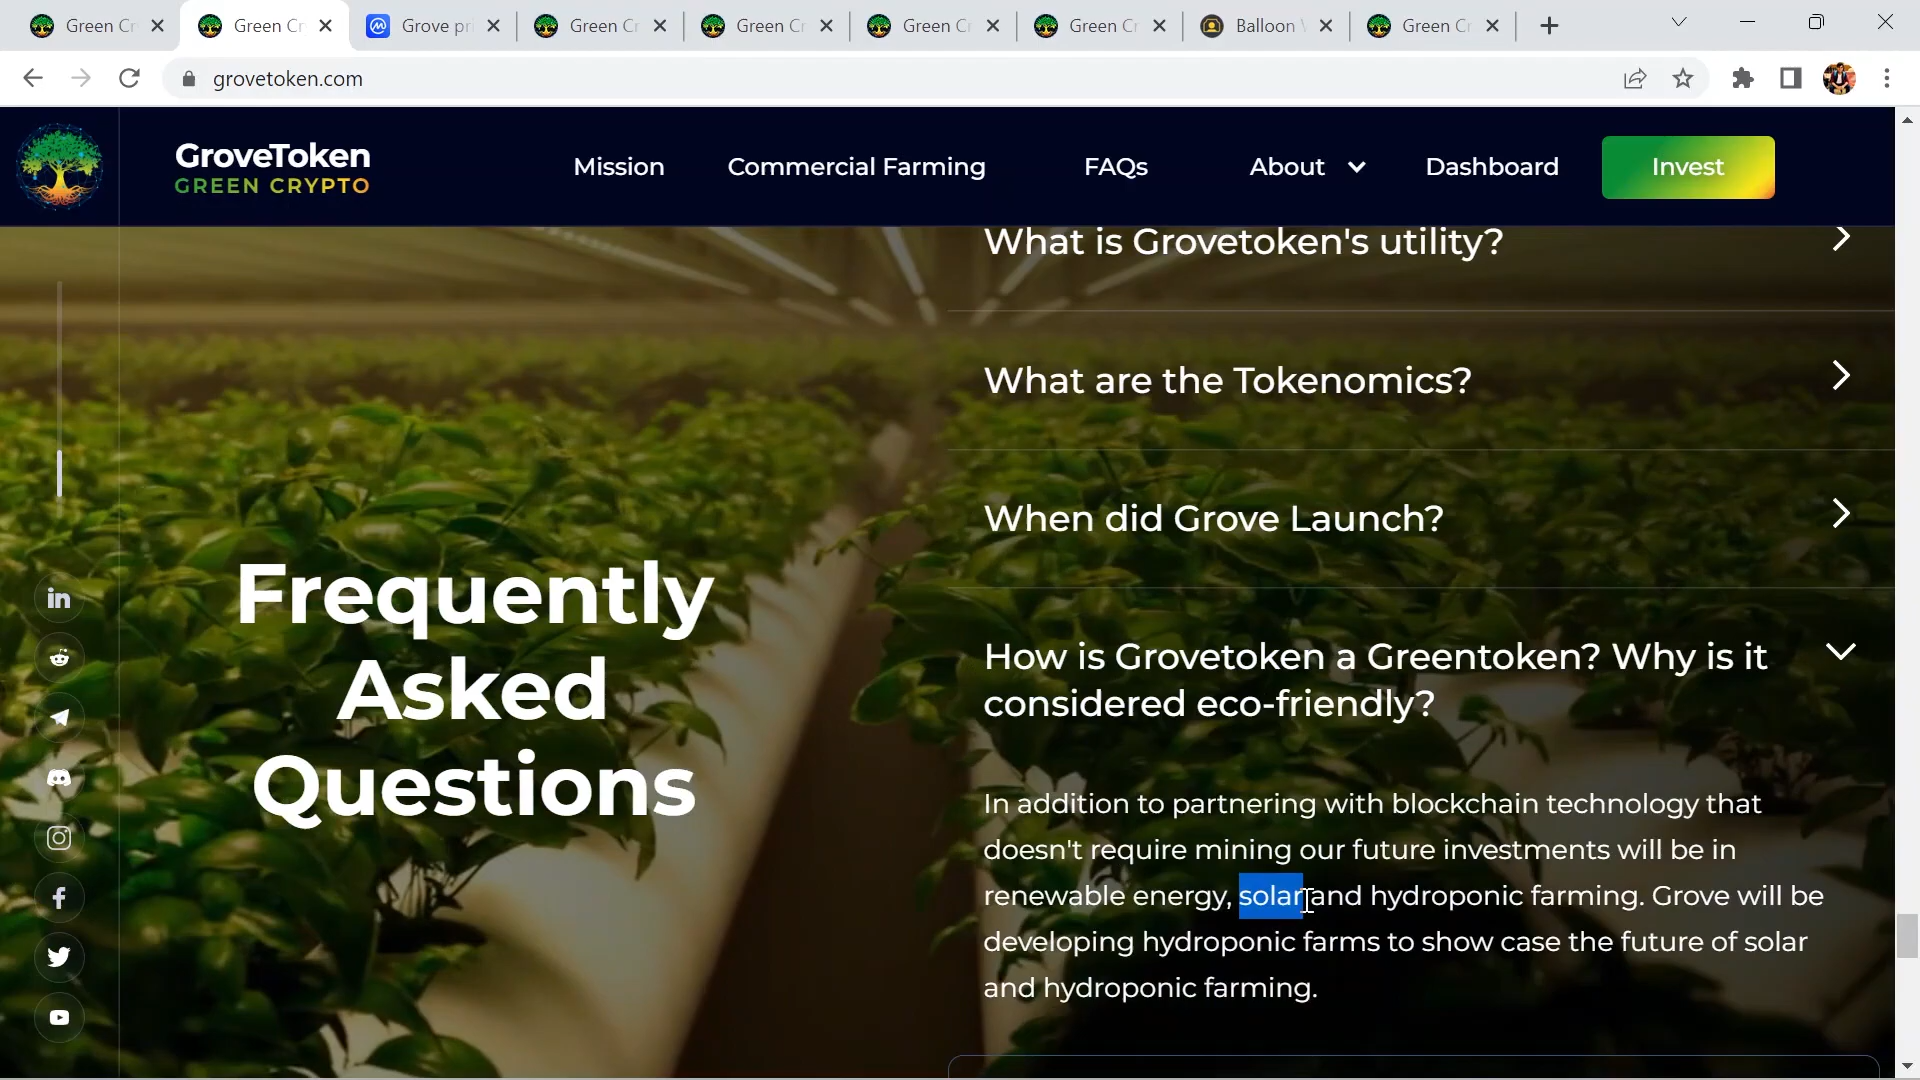 Green Cr
Green Cr
Grove pri
Green Cr
Green Cr
Green Cr
Green Cr
Balloon
Green Cr
grovetoken.com
GroveToken
GREEN CRYPTO
Mission
Commercial Farming
FAQs
About
Dashboard
Invest
What is Grovetoken's utility?
What are the Tokenomics?
When did Grove Launch?
Frequently
Asked
Questions
How is Grovetoken a Greentoken? Why is it
considered eco-friendly?
In addition to partnering with blockchain technology that
doesn't require mining our future investments will be in
renewable energy, solar and hydroponic farming. Grove will be
developing hydroponic farms to show case the future of solar
and hydroponic farming.